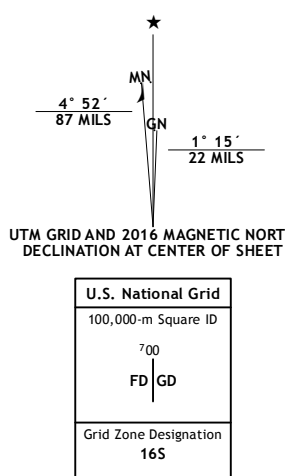 ★
MN
GN
4° 52´
87 MILS
1° 15´
22 MILS
UTM GRID AND 2016 MAGNETIC NORT
DECLINATION AT CENTER OF SHEET
U.S. National Grid
100,000-m Square ID
⁷00
FD GD
Grid Zone Designation
16S